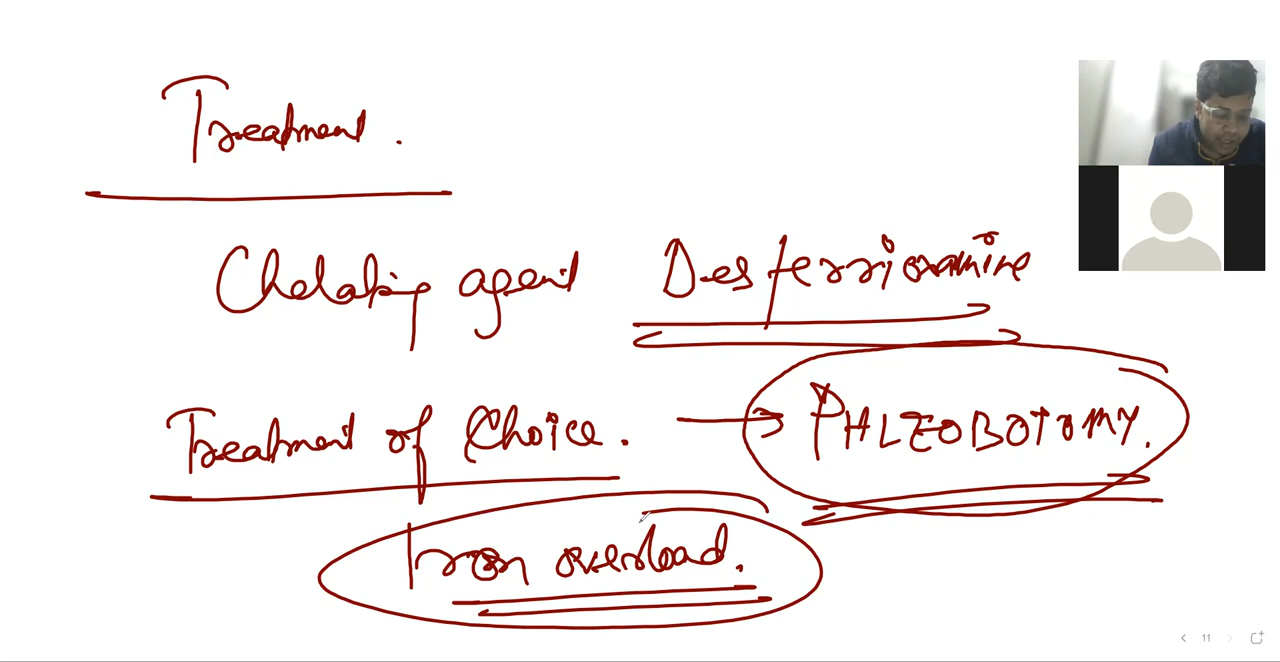 Treatment.
Chelating agent Desferrioxamine
Treatment of Choice. → PHLEOBOTOMY.
Iron overload.
11